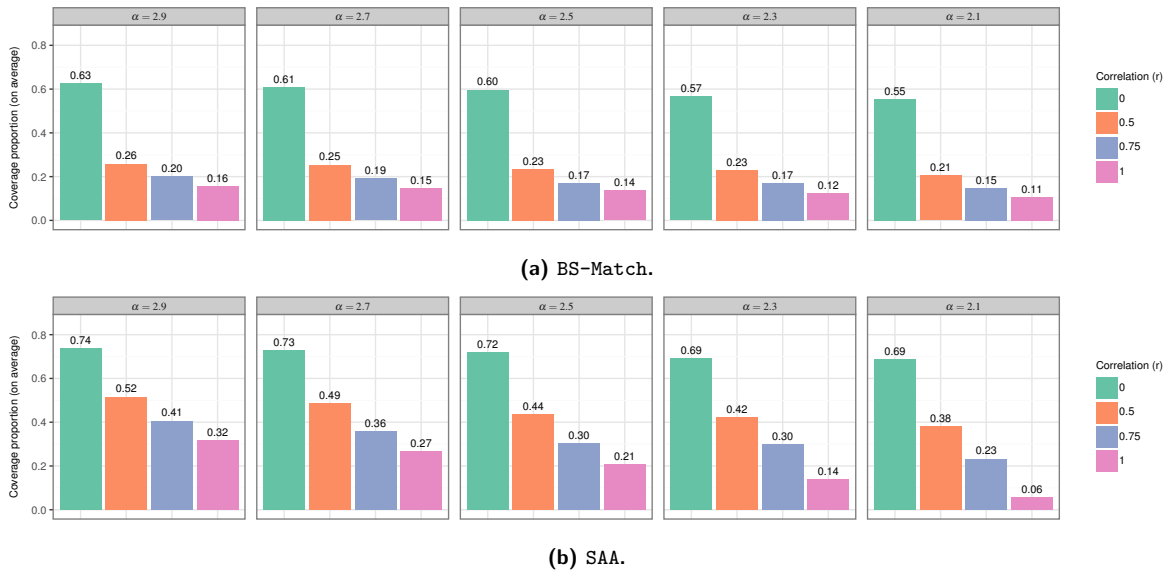 α = 2.9 α = 2.7 α = 2.5 α = 2.3 α = 2.1
Coverage proportion (on average)
0.8
0.6
0.4
0.2
0.0
0.63 0.26 0.20 0.16
0.61 0.25 0.19 0.15
0.60 0.23 0.17 0.14
0.57 0.23 0.17 0.12
0.55 0.21 0.15 0.11
Correlation (r)
0
0.5
0.75
1
(a) BS-Match.
α = 2.9 α = 2.7 α = 2.5 α = 2.3 α = 2.1
Coverage proportion (on average)
0.8
0.6
0.4
0.2
0.0
0.74 0.52 0.41 0.32
0.73 0.49 0.36 0.27
0.72 0.44 0.30 0.21
0.69 0.42 0.30 0.14
0.69 0.38 0.23 0.06
Correlation (r)
0
0.5
0.75
1
(b) SAA.